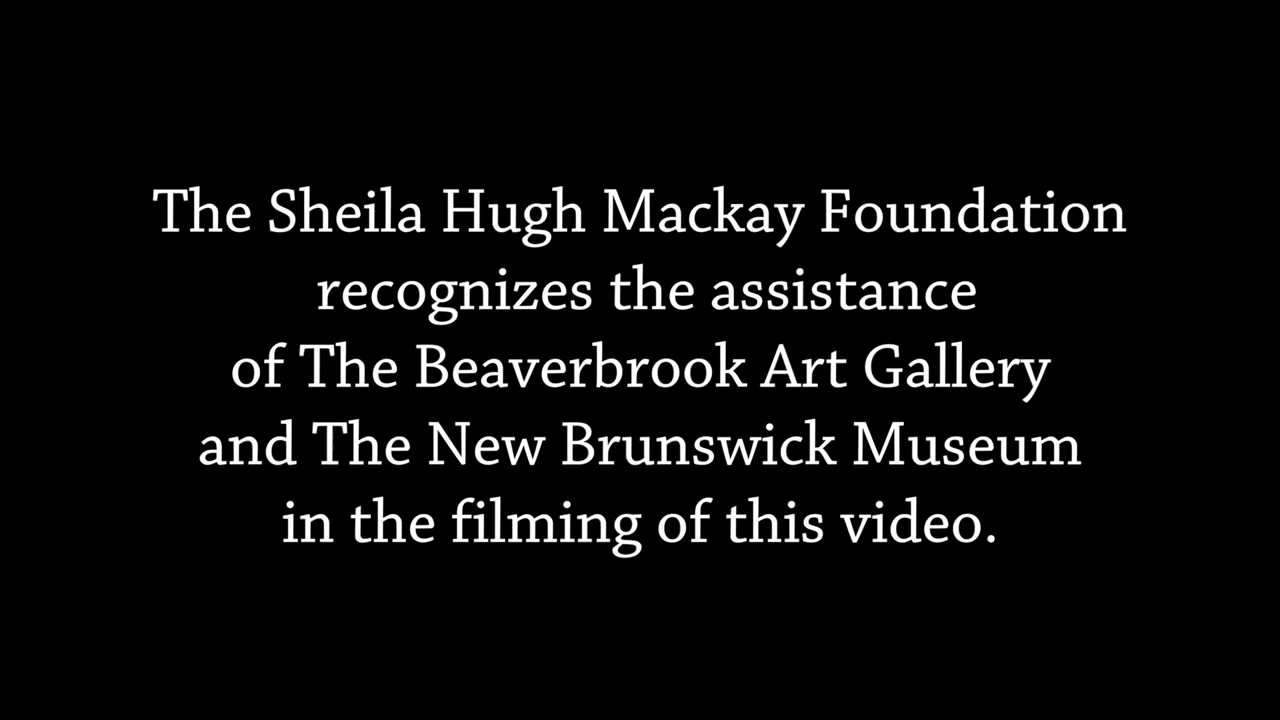 The Sheila Hugh Mackay Foundation
recognizes the assistance
of The Beaverbrook Art Gallery
and The New Brunswick Museum
in the filming of this video.